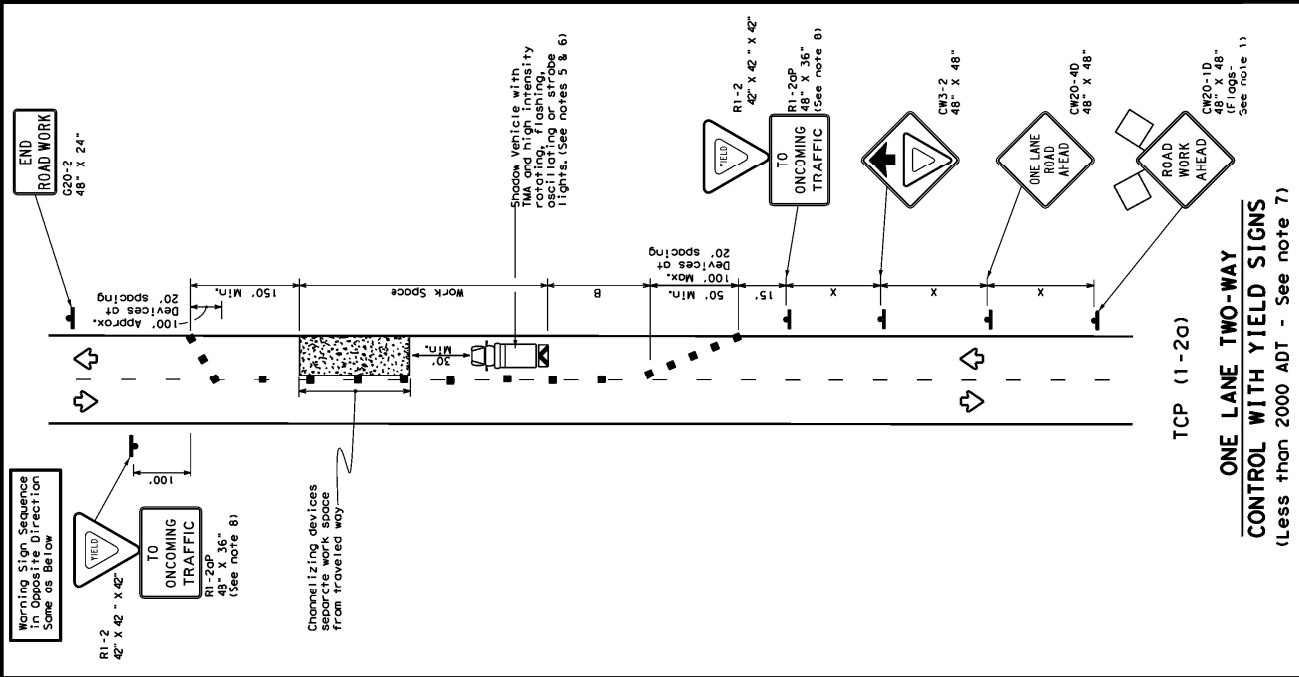 Warning Sign Sequence
in Opposite Direction
Same as Below
R1-2
42" X 42" X 42"
YIELD
TO
ONCOMING
TRAFFIC
R1-2aP
48" X 36"
(See note 8)
100'
END
ROAD WORK
G20-2
48" X 24"
100' Approx.
Devices at
20' spacing
150' Min.
Work Space
30'
Min.
B
Channelizing devices
separate work space
from traveled way
Shadow Vehicle with
TMA and high intensity
rotating, flashing,
oscillating or strobe
lights. (See notes 5 & 6)
50' Min.
100' Max.
Devices at
20' spacing
15'
X
X
X
YIELD
R1-2
42" X 42" X 42"
TO
ONCOMING
TRAFFIC
R1-2aP
48" X 36"
(See note 8)
CW3-2
48" X 48"
ONE LANE
ROAD
AHEAD
CW20-4D
48" X 48"
ROAD
WORK
AHEAD
CW20-1D
48" X 48"
(Flags-
See note 1)
TCP (1-2a)
ONE LANE TWO-WAY
CONTROL WITH YIELD SIGNS
(Less than 2000 ADT - See note 7)